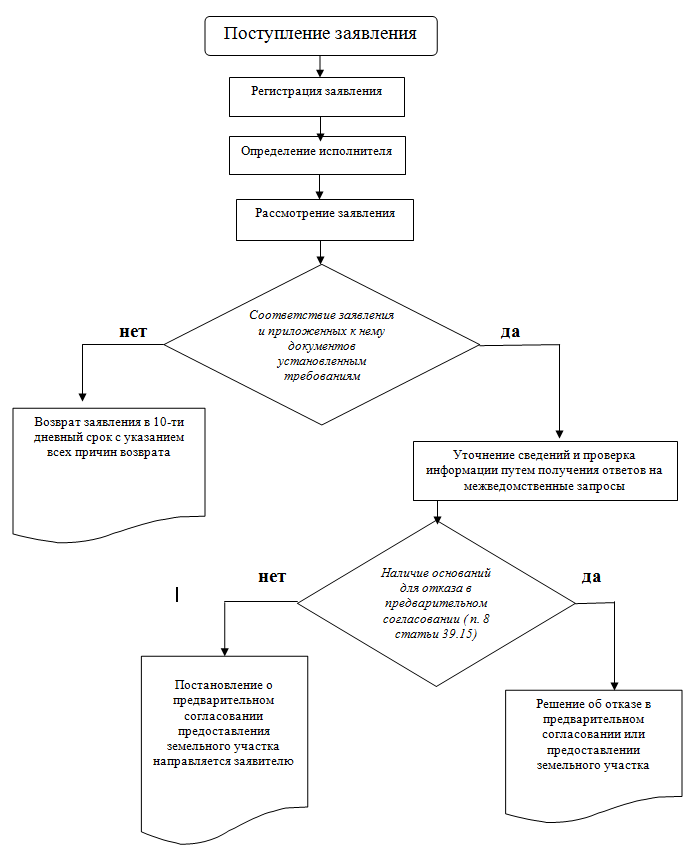 Поступление заявления
Регистрация заявления
Определение исполнителя
Рассмотрение заявления
Соответствие заявления
и приложенных к нему
документов
установленным
требованиям
нет
да
Возврат заявления в 10-ти
дневный срок с указанием
всех причин возврата
Уточнение сведений и проверка
информации путем получения ответов на
межведомственные запросы
Наличие оснований
для отказа в
предварительном
согласовании ( п. 8
статьи 39.15)
нет
да
Постановление о
предварительном
согласовании
предоставления
земельного участка
направляется заявителю
Решение об отказе в
предварительном
согласовании или
предоставлении
земельного участка